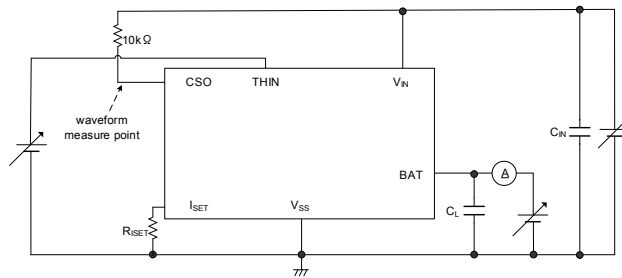 10kΩ
CSO THIN VIN
waveform
measure point
CIN
BAT
A
ISET VSS CL
RISET